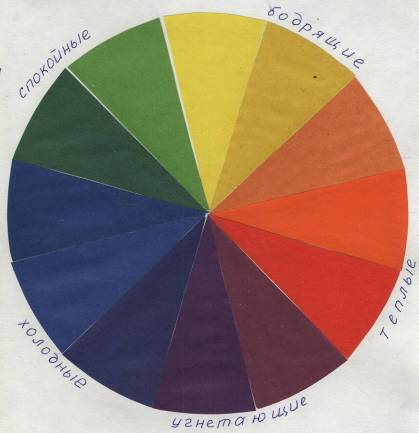 спокойные
бодрящие
теплые
угнетающие
холодные